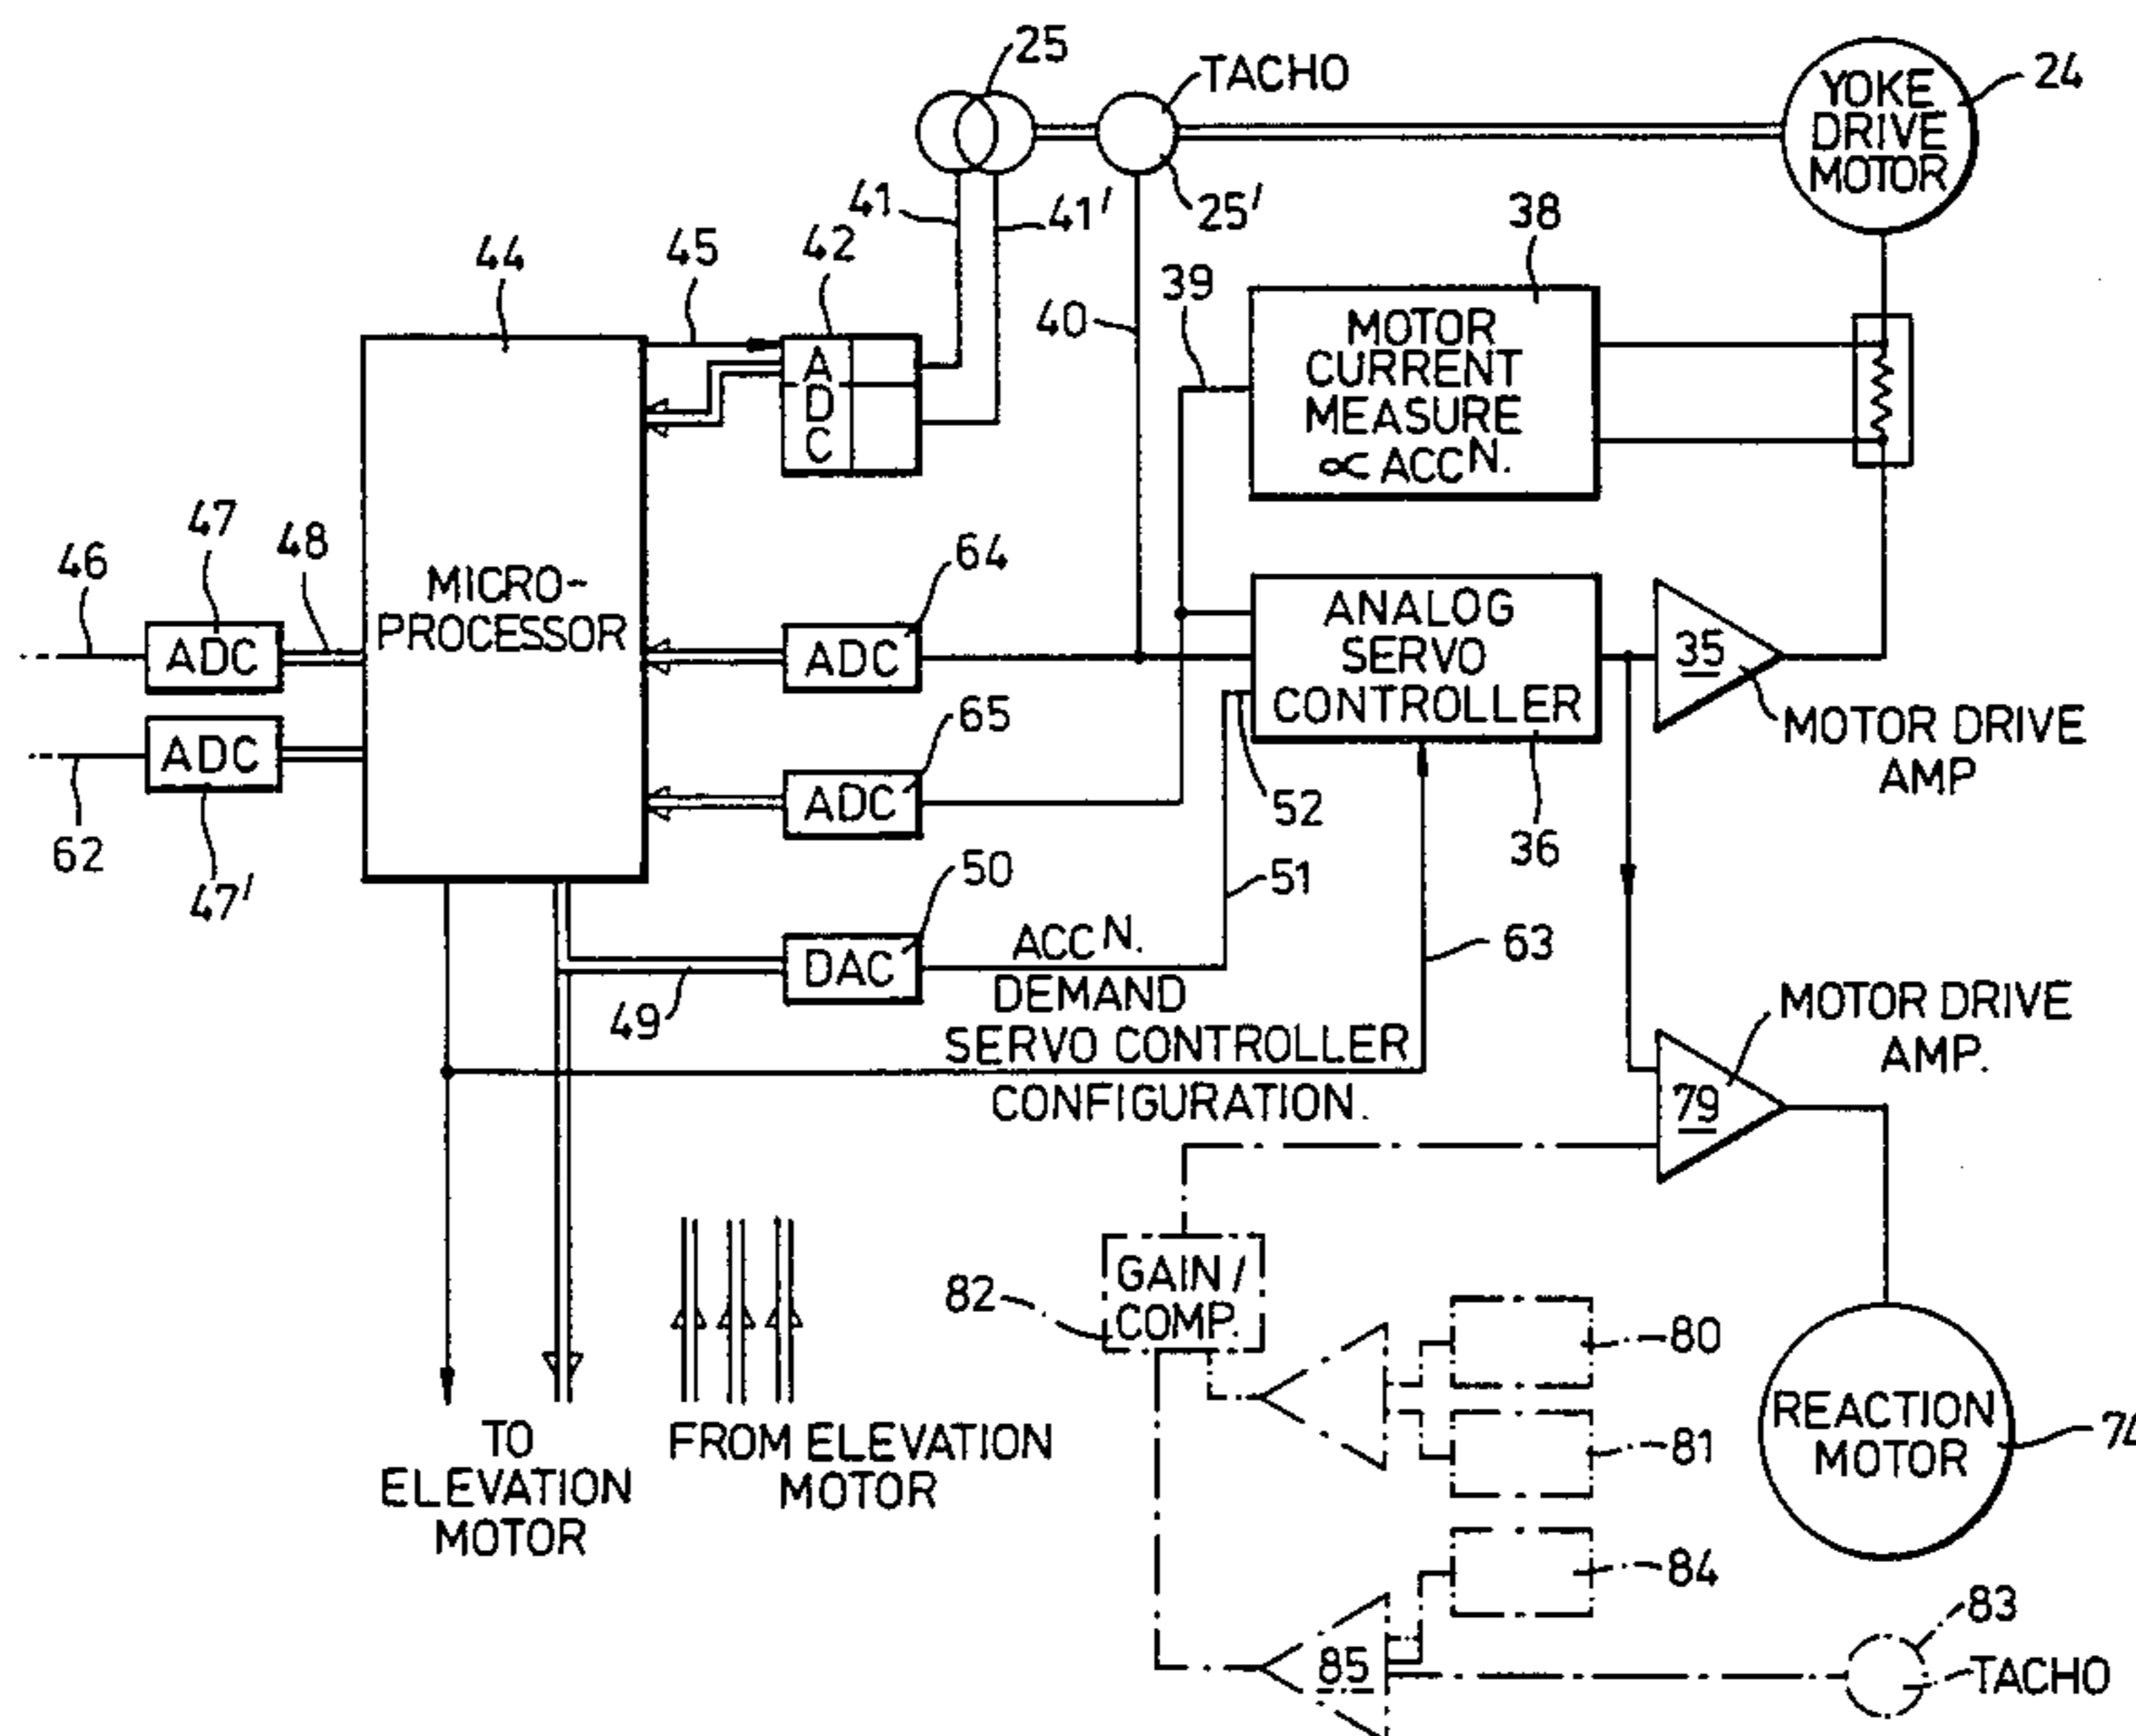 25
TACHO
YOKE
DRIVE
MOTOR
24
41
41'
25'
38
44
45
42
39
40
A
D
C
MOTOR
CURRENT
MEASURE
∝ ACCN.
46
47
48
MICRO-
PROCESSOR
64
ADC
ADC
ANALOG
SERVO
CONTROLLER
35
MOTOR DRIVE
AMP
65
ADC
ADC
52
36
62
47'
50
51
DAC
ACCN.
DEMAND
63
49
SERVO CONTROLLER
CONFIGURATION.
MOTOR DRIVE
AMP.
79
82
GAIN/
COMP.
80
81
REACTION
MOTOR
TO
ELEVATION
MOTOR
FROM ELEVATION
MOTOR
84
83
85
TACHO